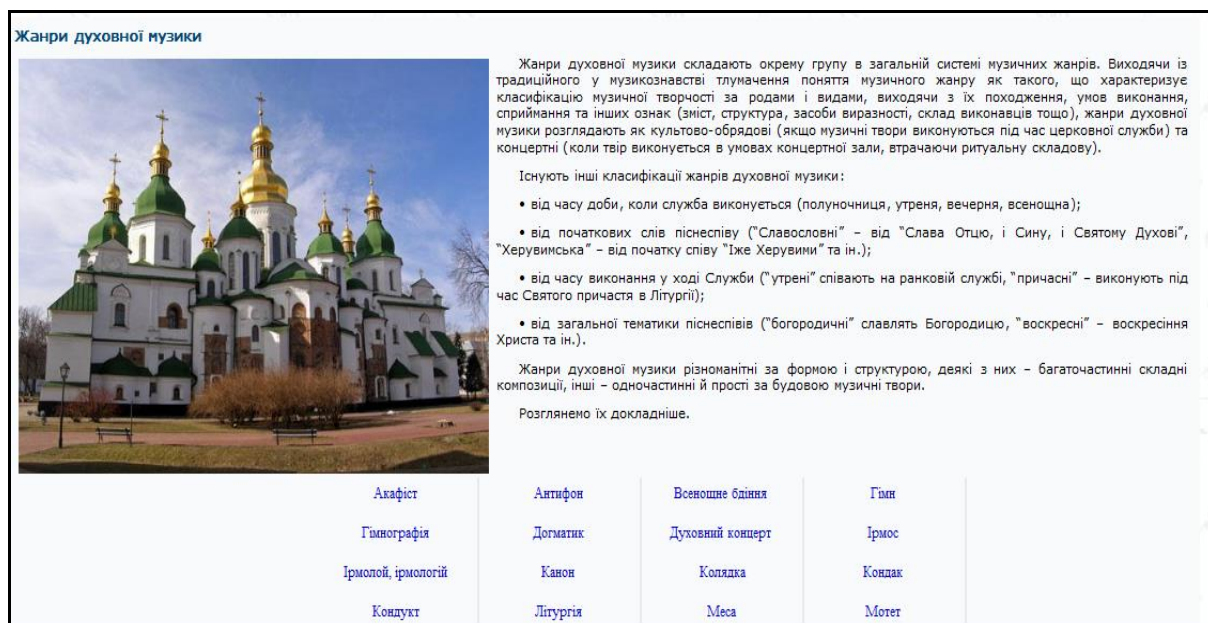 Жанри духовної музики
Жанри духовної музики складають окрему групу в загальній системі музичних жанрів. Виходячи із
традиційного у музикознавстві тлумачення поняття музичного жанру як такого, що характеризує
класифікацію музичної творчості за родами і видами, виходячи з їх походження, умов виконання,
сприймання та інших ознак (зміст, структура, засоби виразності, склад виконавців тощо), жанри духовної
музики розглядають як культово-обрядові (якщо музичні твори виконуються під час церковної служби) та
концертні (коли твір виконується в умовах концертної зали, втрачаючи ритуальну складову).
Існують інші класифікації жанрів духовної музики:
• від часу доби, коли служба виконується (полуночниця, утреня, вечерня, всенощна);
• від початкових слів піснеспіву (“Славословні” – від “Слава Отцю, і Сину, і Святому Духові”,
“Херувимська” – від початку співу “Іже Херувими” та ін.);
• від часу виконання у ході Служби (“утрені” співають на ранковій службі, “причасні” – виконують під
час Святого причастя в Літургії);
• від загальної тематики піснеспівів (“богородичні” славлять Богородицю, “воскресні” – воскресіння
Христа та ін.).
Жанри духовної музики різноманітні за формою і структурою, деякі з них – багаточастинні складні
композиції, інші – одночастинні й прості за будовою музичні твори.
Розглянемо їх докладніше.
Акафіст Антифон Всенощне бдіння Гімн
Гімнографія Догматик Духовний концерт Ірмос
Ірмолой, ірмологій Канон Колядка Кондак
Кондукт Літургія Меса Мотет